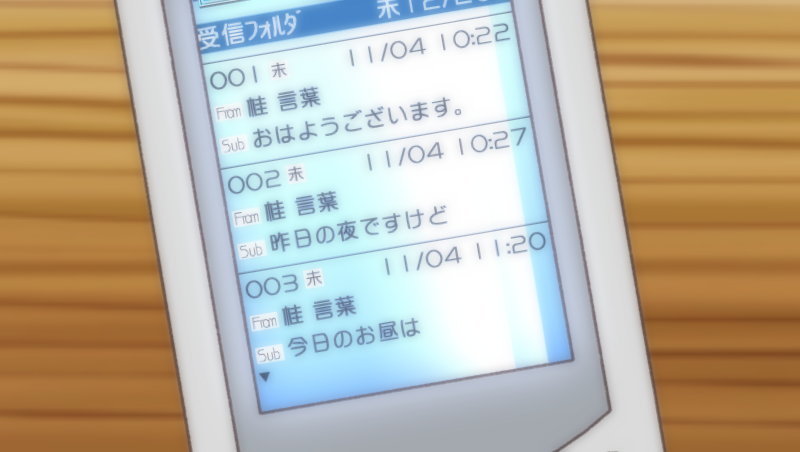 受信フォルダ 未12/20
001 未 11/04 10:22
From 桂 言葉
Sub おはようございます。
002 未 11/04 10:27
From 桂 言葉
Sub 昨日の夜ですけど
003 未 11/04 11:20
From 桂 言葉
Sub 今日のお昼は